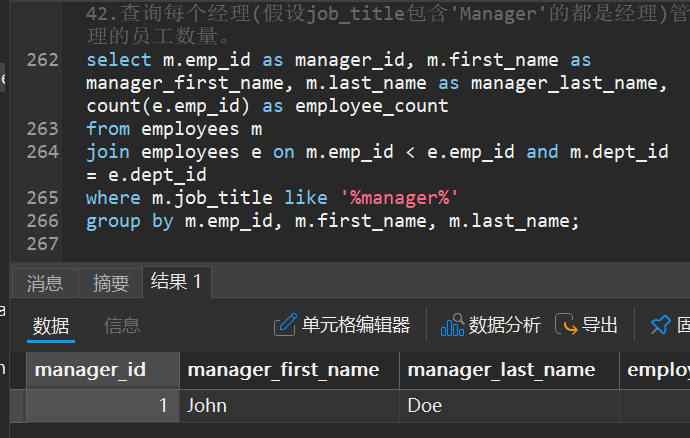 42.查询每个经理(假设job_title包含'Manager'的都是经理)管
理的员工数量。
262 select m.emp_id as manager_id, m.first_name as
manager_first_name, m.last_name as manager_last_name,
count(e.emp_id) as employee_count
263 from employees m
264 join employees e on m.emp_id < e.emp_id and m.dept_id
= e.dept_id
265 where m.job_title like '%manager%'
266 group by m.emp_id, m.first_name, m.last_name;
267
消息 摘要 结果 1
数据 信息 单元格编辑器 数据分析 导出
manager_id manager_first_name manager_last_name employ
1 John Doe